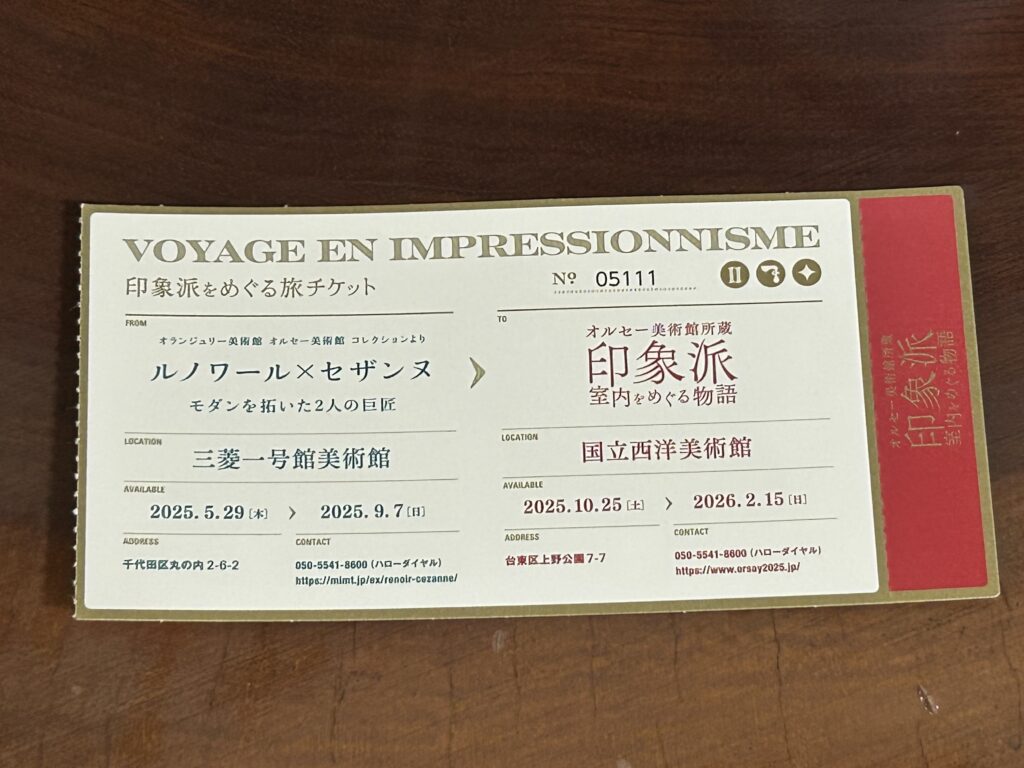 VOYAGE EN IMPRESSIONNISME
印象派をめぐる旅チケット
Nº 05111
FROM
オランジュリー美術館 オルセー美術館 コレクションより
ルノワール×セザンヌ
モダンを拓いた2人の巨匠
LOCATION
三菱一号館美術館
AVAILABLE
2025.5.29[木] > 2025.9.7[日]
ADDRESS
千代田区丸の内2-6-2
CONTACT
050-5541-8600(ハローダイヤル)
https://mimt.jp/ex/renoir-cezanne/
TO
オルセー美術館所蔵
印象派
室内をめぐる物語
LOCATION
国立西洋美術館
AVAILABLE
2025.10.25[土] > 2026.2.15[日]
ADDRESS
台東区上野公園7-7
CONTACT
050-5541-8600(ハローダイヤル)
https://www.orsay2025.jp/
オルセー美術館所蔵
印象派
室内をめぐる物語